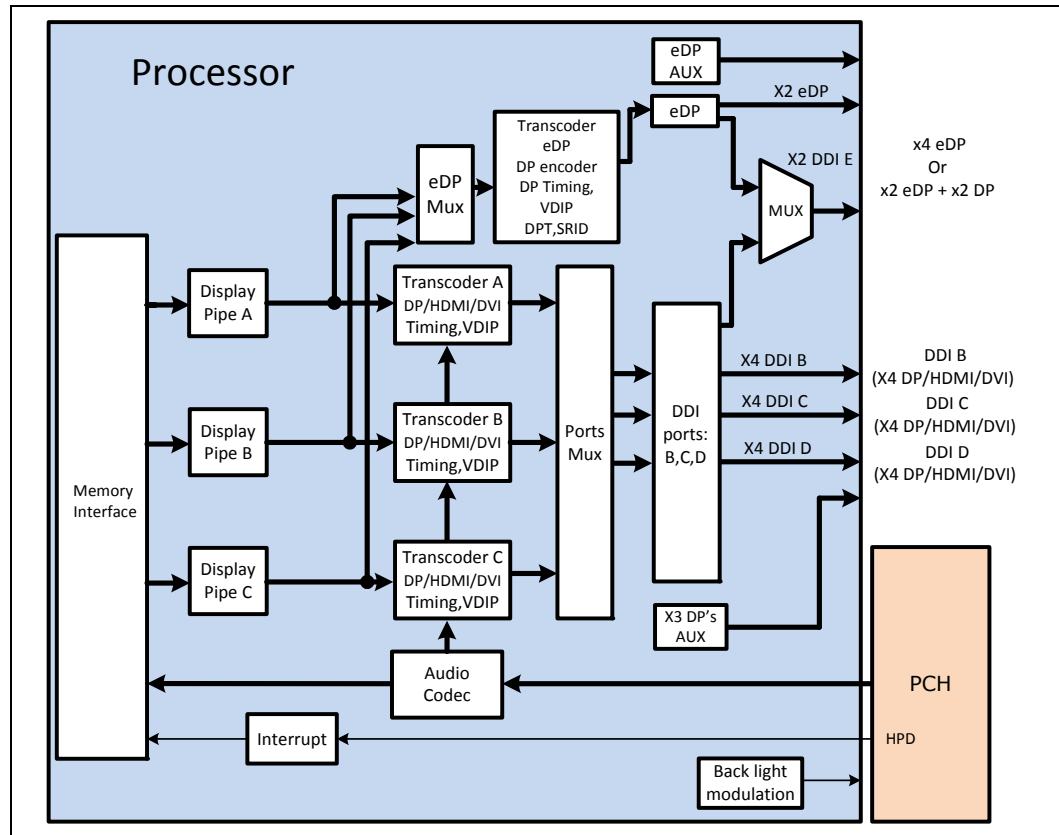 Processor
eDP
AUX
X2 eDP
eDP
Transcoder
eDP
DP encoder
DP Timing,
VDIP
DPT,SRID
eDP
Mux
X2 DDI E
MUX
x4 eDP
Or
x2 eDP + x2 DP
Memory
Interface
Display
Pipe A
Transcoder A
DP/HDMI/DVI
Timing,VDIP
Display
Pipe B
Transcoder B
DP/HDMI/DVI
Timing,VDIP
Display
Pipe C
Transcoder C
DP/HDMI/DVI
Timing,VDIP
Ports
Mux
DDI
ports:
B,C,D
X4 DDI B
X4 DDI C
X4 DDI D
DDI B
(X4 DP/HDMI/DVI)
DDI C
(X4 DP/HDMI/DVI)
DDI D
(X4 DP/HDMI/DVI)
X3 DP's
AUX
Audio
Codec
PCH
Interrupt
HPD
Back light
modulation